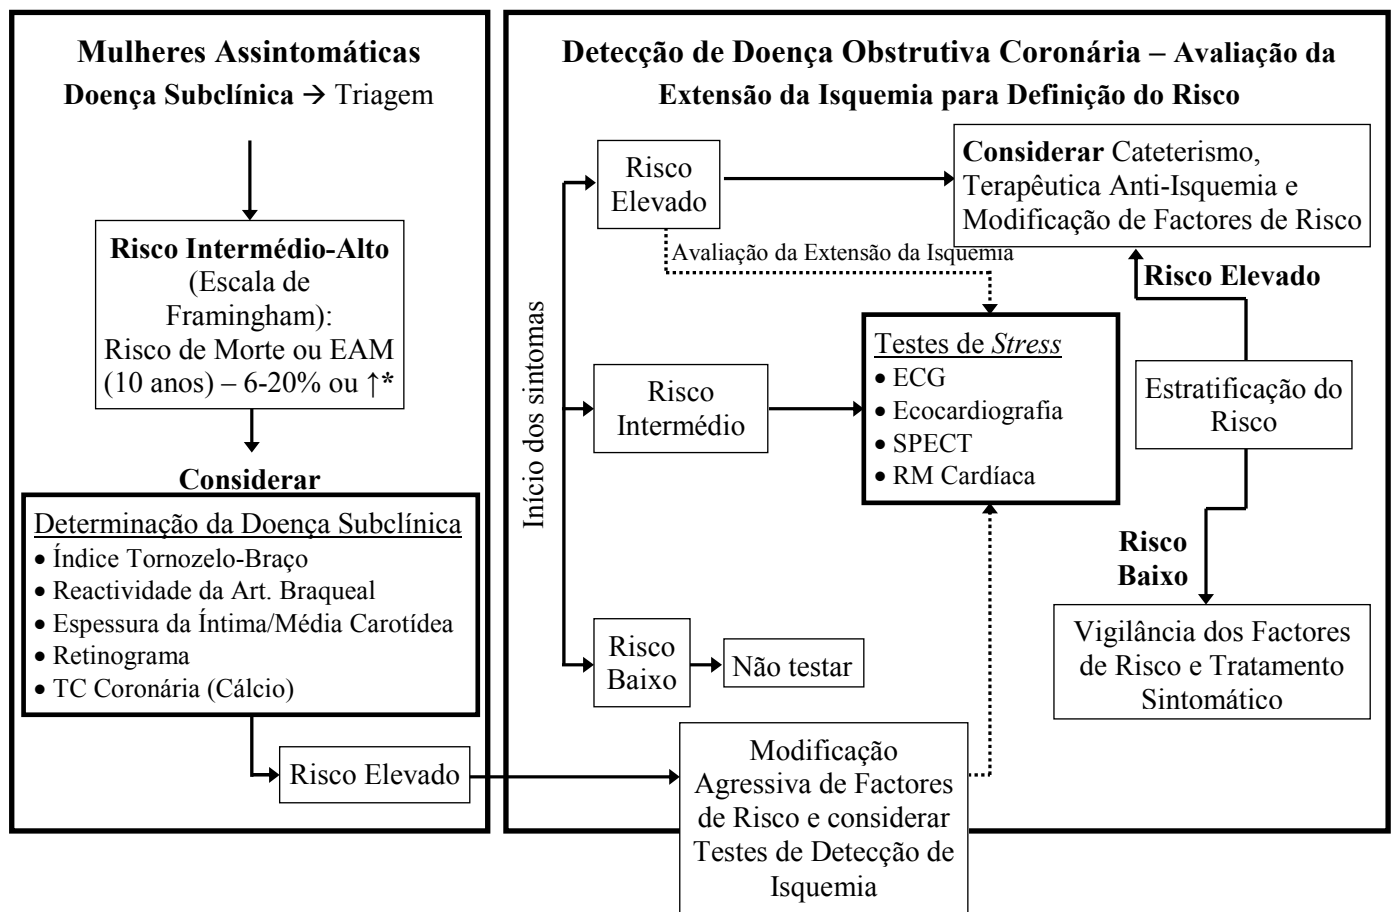 Mulheres Assintomáticas
Doença Subclínica → Triagem
Risco Intermédio-Alto
(Escala de
Framingham):
Risco de Morte ou EAM
(10 anos) – 6-20% ou ↑*
Considerar
Determinação da Doença Subclínica
• Índice Tornozelo-Braço
• Reactividade da Art. Braqueal
• Espessura da Íntima/Média Carotídea
• Retinograma
• TC Coronária (Cálcio)
Risco Elevado
Detecção de Doença Obstrutiva Coronária – Avaliação da
Extensão da Isquemia para Definição do Risco
Início dos sintomas
Risco
Elevado
Considerar Cateterismo,
Terapêutica Anti-Isquemia e
Modificação de Factores de Risco
Avaliação da Extensão da Isquemia
Risco Elevado
Risco
Intermédio
Testes de Stress
• ECG
• Ecocardiografia
• SPECT
• RM Cardíaca
Estratificação do
Risco
Risco
Baixo
Risco
Baixo
Não testar
Vigilância dos Factores
de Risco e Tratamento
Sintomático
Modificação
Agressiva de Factores
de Risco e considerar
Testes de Detecção de
Isquemia